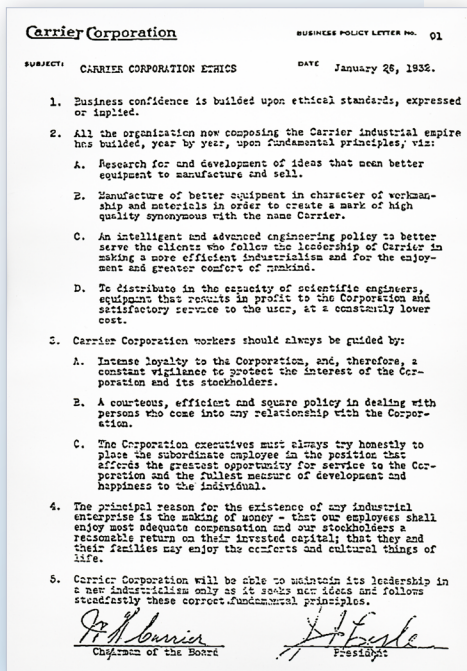 Carrier Corporation
BUSINESS POLICY LETTER No. 01
SUBJECT: CARRIER CORPORATION ETHICS DATE January 26, 1932.
1. Business confidence is builded upon ethical standards, expressed
or implied.
2. All the organization now composing the Carrier industrial empire
has builded, year by year, upon fundamental principles, viz:
A. Research for and development of ideas that mean better
equipment to manufacture and sell.
B. Manufacture of better equipment in character of workman-
ship and materials in order to create a mark of high
quality synonymous with the name Carrier.
C. An intelligent and advanced engineering policy to better
serve the clients who follow the leadership of Carrier in
making a more efficient industrialism and for the enjoy-
ment and greater comfort of mankind.
D. To distribute in the capacity of scientific engineers,
equipment that results in profit to the Corporation and
satisfactory service to the user, at a constantly lower
cost.
3. Carrier Corporation workers should always be guided by:
A. Intense loyalty to the Corporation, and, therefore, a
constant vigilance to protect the interest of the Cor-
poration and its stockholders.
B. A courteous, efficient and square policy in dealing with
persons who come into any relationship with the Corpor-
ation.
C. The Corporation executives must always try honestly to
place the subordinate employee in the position that
affords the greatest opportunity for service to the Cor-
poration and the fullest measure of development and
happiness to the individual.
4. The principal reason for the existence of any industrial
enterprise is the making of money - that our employees shall
enjoy most adequate compensation and our stockholders a
reasonable return on their invested capital; that they and
their families may enjoy the comforts and cultural things of
life.
5. Carrier Corporation will be able to maintain its leadership in
a new industrialism only as it seeks new ideas and follows
steadfastly these correct fundamental principles.
W H Carrier
Chairman of the Board President